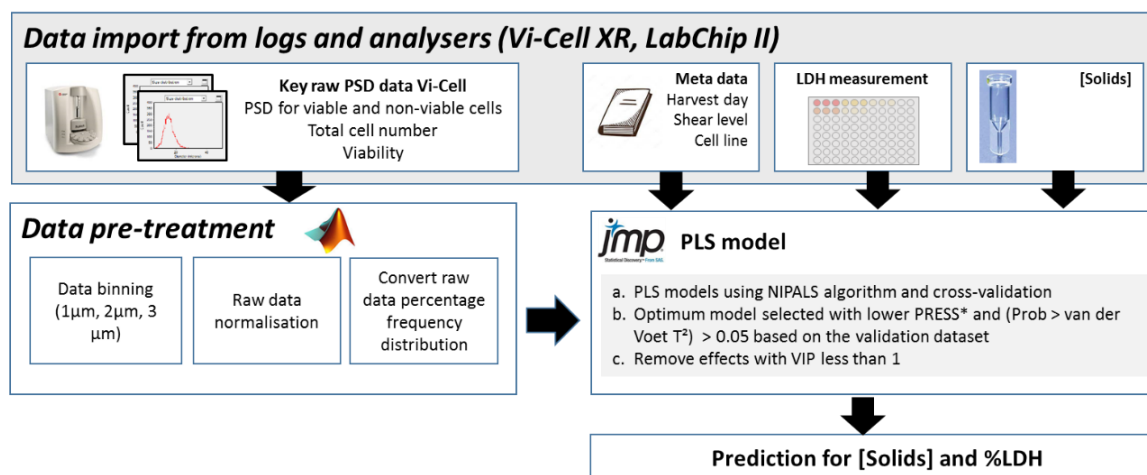 Data import from logs and analysers (Vi-Cell XR, LabChip II)
Key raw PSD data Vi-Cell
PSD for viable and non-viable cells
Total cell number
Viability
Meta data
Harvest day
Shear level
Cell line
LDH measurement
[Solids]
Data pre-treatment
Data binning
(1µm, 2µm, 3
µm)
Raw data
normalisation
Convert raw
data percentage
frequency
distribution
jmp
Statistical Discovery™ From SAS.
PLS model
a. PLS models using NIPALS algorithm and cross-validation
b. Optimum model selected with lower PRESS* and (Prob > van der
Voet T²) > 0.05 based on the validation dataset
c. Remove effects with VIP less than 1
Prediction for [Solids] and %LDH